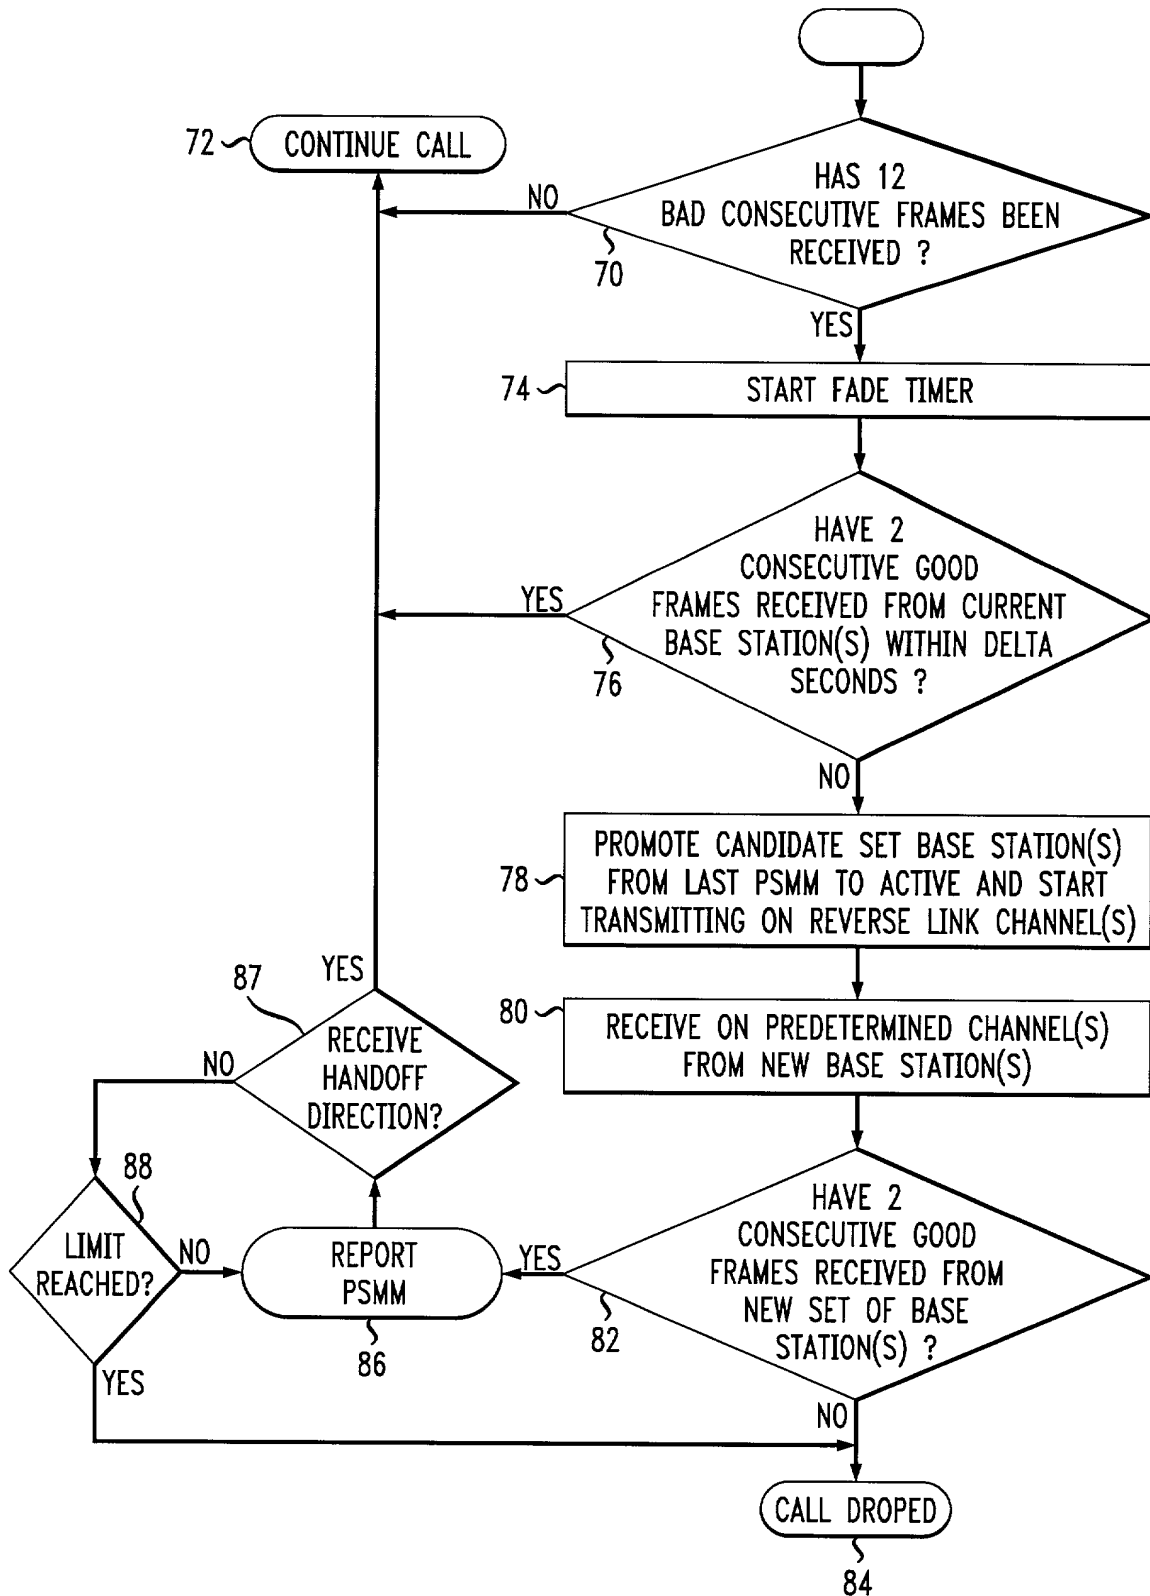 72
CONTINUE CALL
NO
HAS 12
BAD CONSECUTIVE FRAMES BEEN
RECEIVED ?
70
YES
74
START FADE TIMER
HAVE 2
CONSECUTIVE GOOD
FRAMES RECEIVED FROM CURRENT
BASE STATION(S) WITHIN DELTA
SECONDS ?
YES
76
NO
78
PROMOTE CANDIDATE SET BASE STATION(S)
FROM LAST PSMM TO ACTIVE AND START
TRANSMITTING ON REVERSE LINK CHANNEL(S)
80
RECEIVE ON PREDETERMINED CHANNEL(S)
FROM NEW BASE STATION(S)
YES
87
RECEIVE
HANDOFF
DIRECTION?
NO
88
LIMIT
REACHED?
NO
YES
REPORT
PSMM
86
YES
HAVE 2
CONSECUTIVE GOOD
FRAMES RECEIVED FROM
NEW SET OF BASE
STATION(S) ?
82
NO
CALL DROPED
84